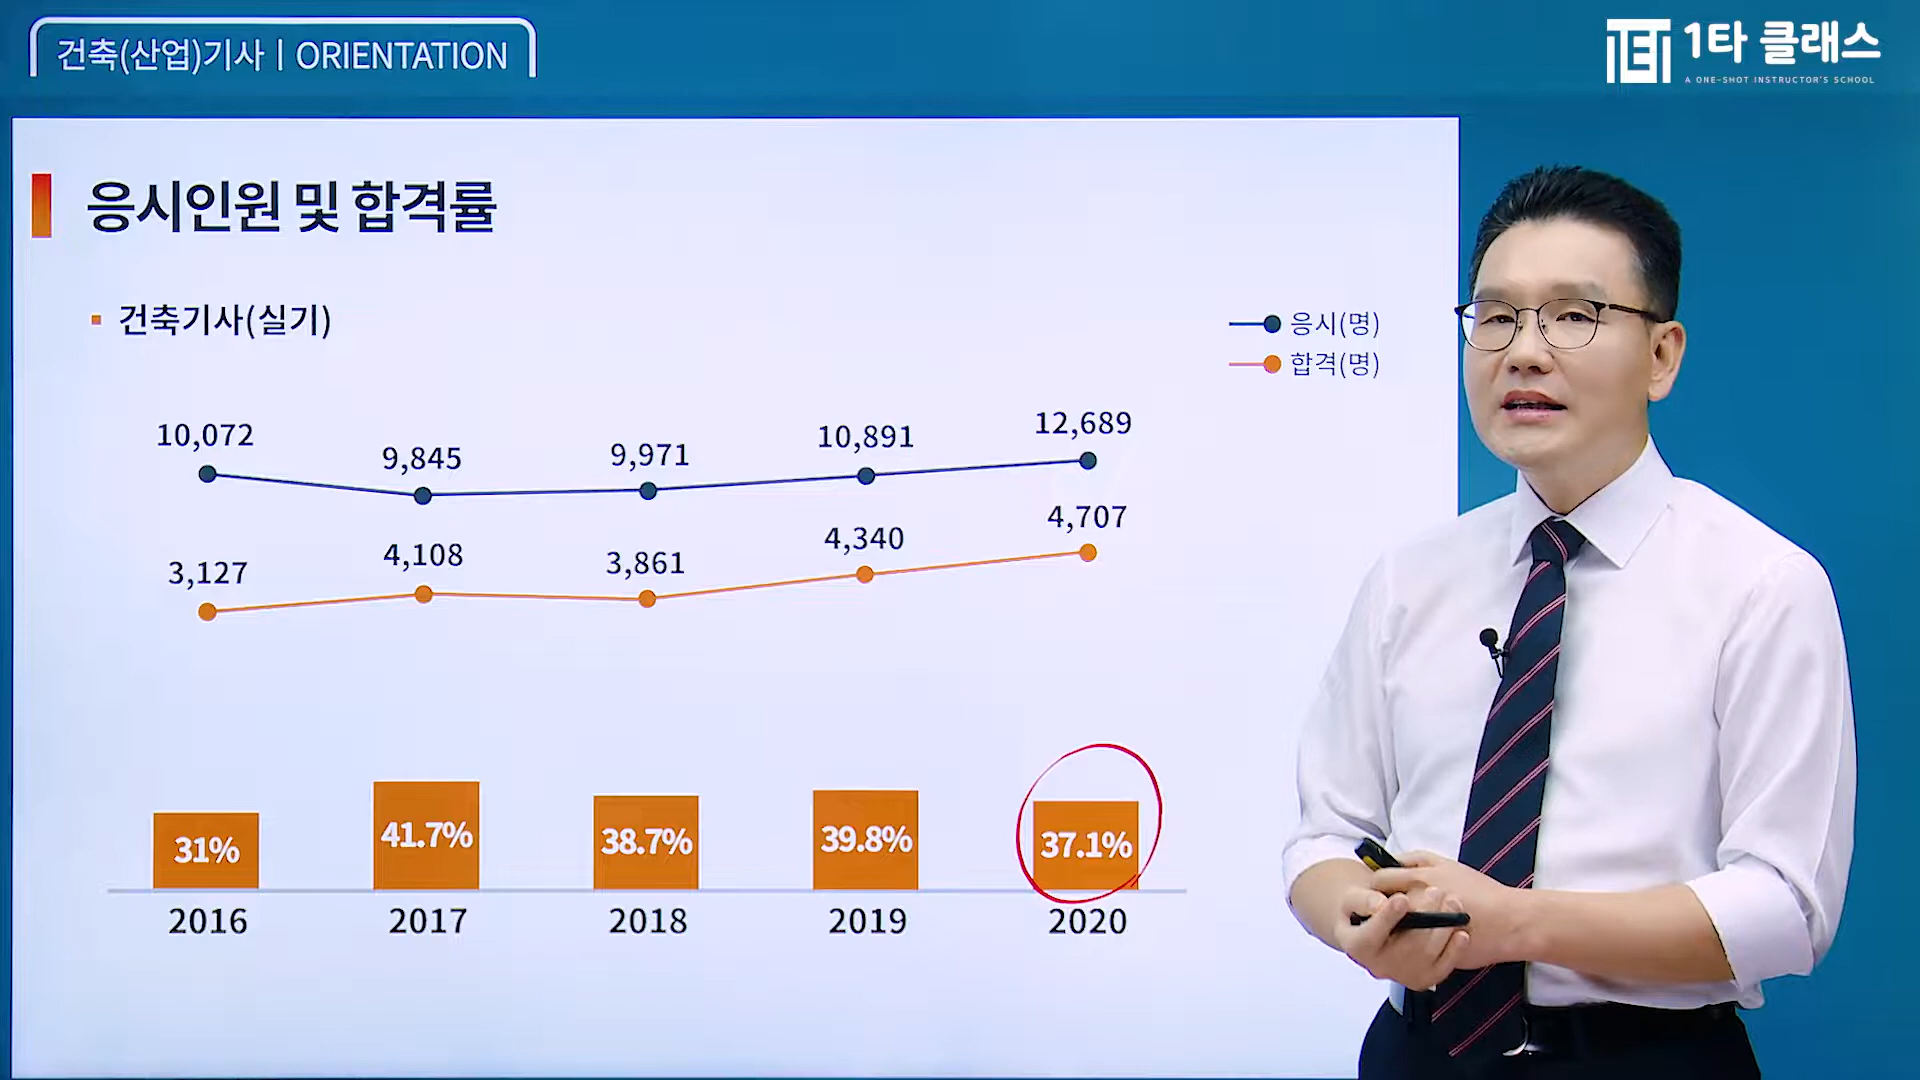 건축(산업)기사 | ORIENTATION
1타 클래스
A ONE-SHOT INSTRUCTOR'S SCHOOL
응시인원 및 합격률
건축기사(실기)
응시(명)
합격(명)
10,072 9,845 9,971 10,891 12,689
3,127 4,108 3,861 4,340 4,707
31% 41.7% 38.7% 39.8% 37.1%
2016 2017 2018 2019 2020